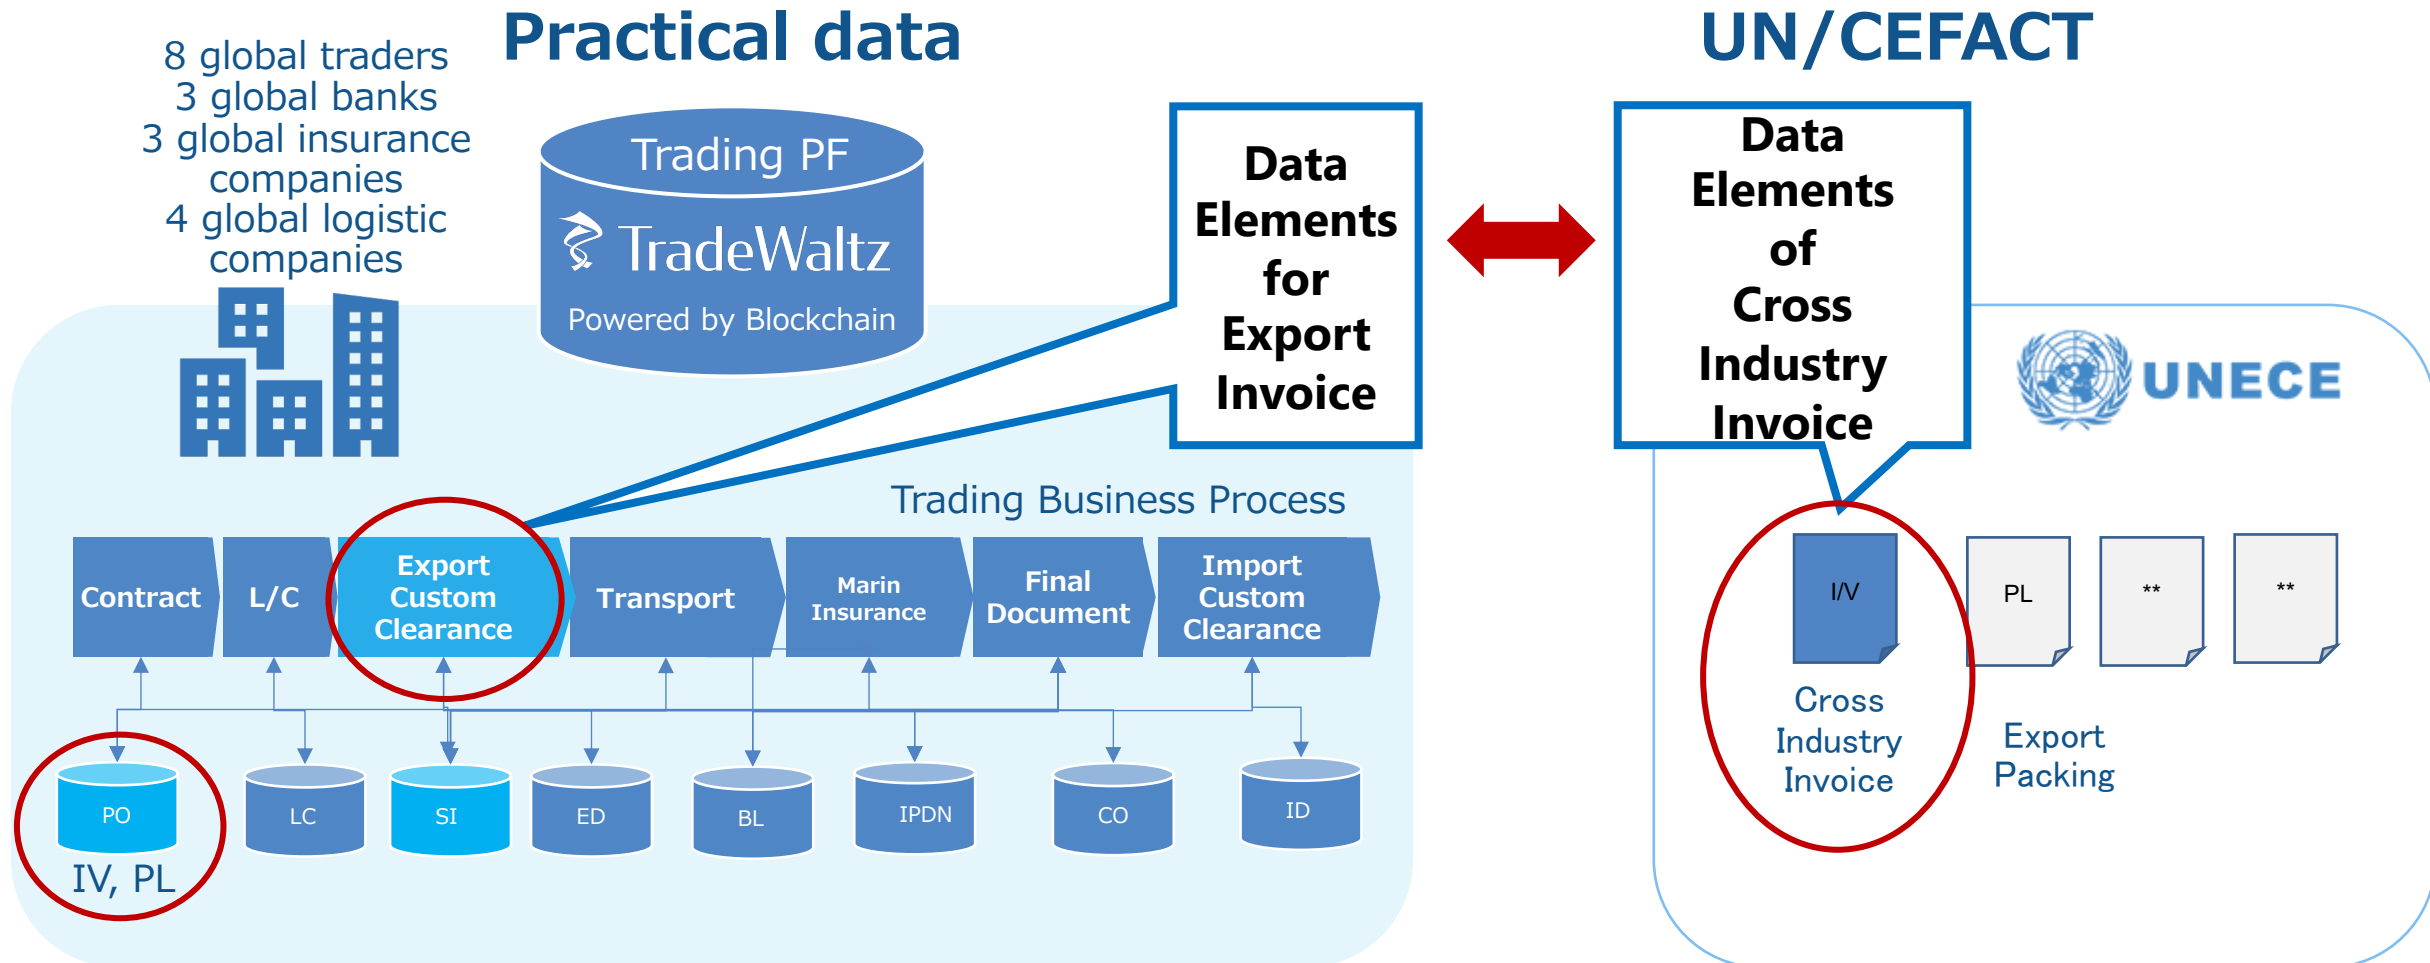 Practical data
UN/CEFACT
8 global traders
3 global banks
3 global insurance
companies
4 global logistic
companies
Trading PF
TradeWaltz
Powered by Blockchain
Data
Elements
for
Export
Invoice
Data
Elements
of
Cross
Industry
Invoice
UNECE
Trading Business Process
Contract
L/C
Export
Custom
Clearance
Transport
Marin
Insurance
Final
Document
Import
Custom
Clearance
I/V
PL
**
**
Cross
Industry
Invoice
Export
Packing
PO
LC
SI
ED
BL
IPDN
CO
ID
IV, PL